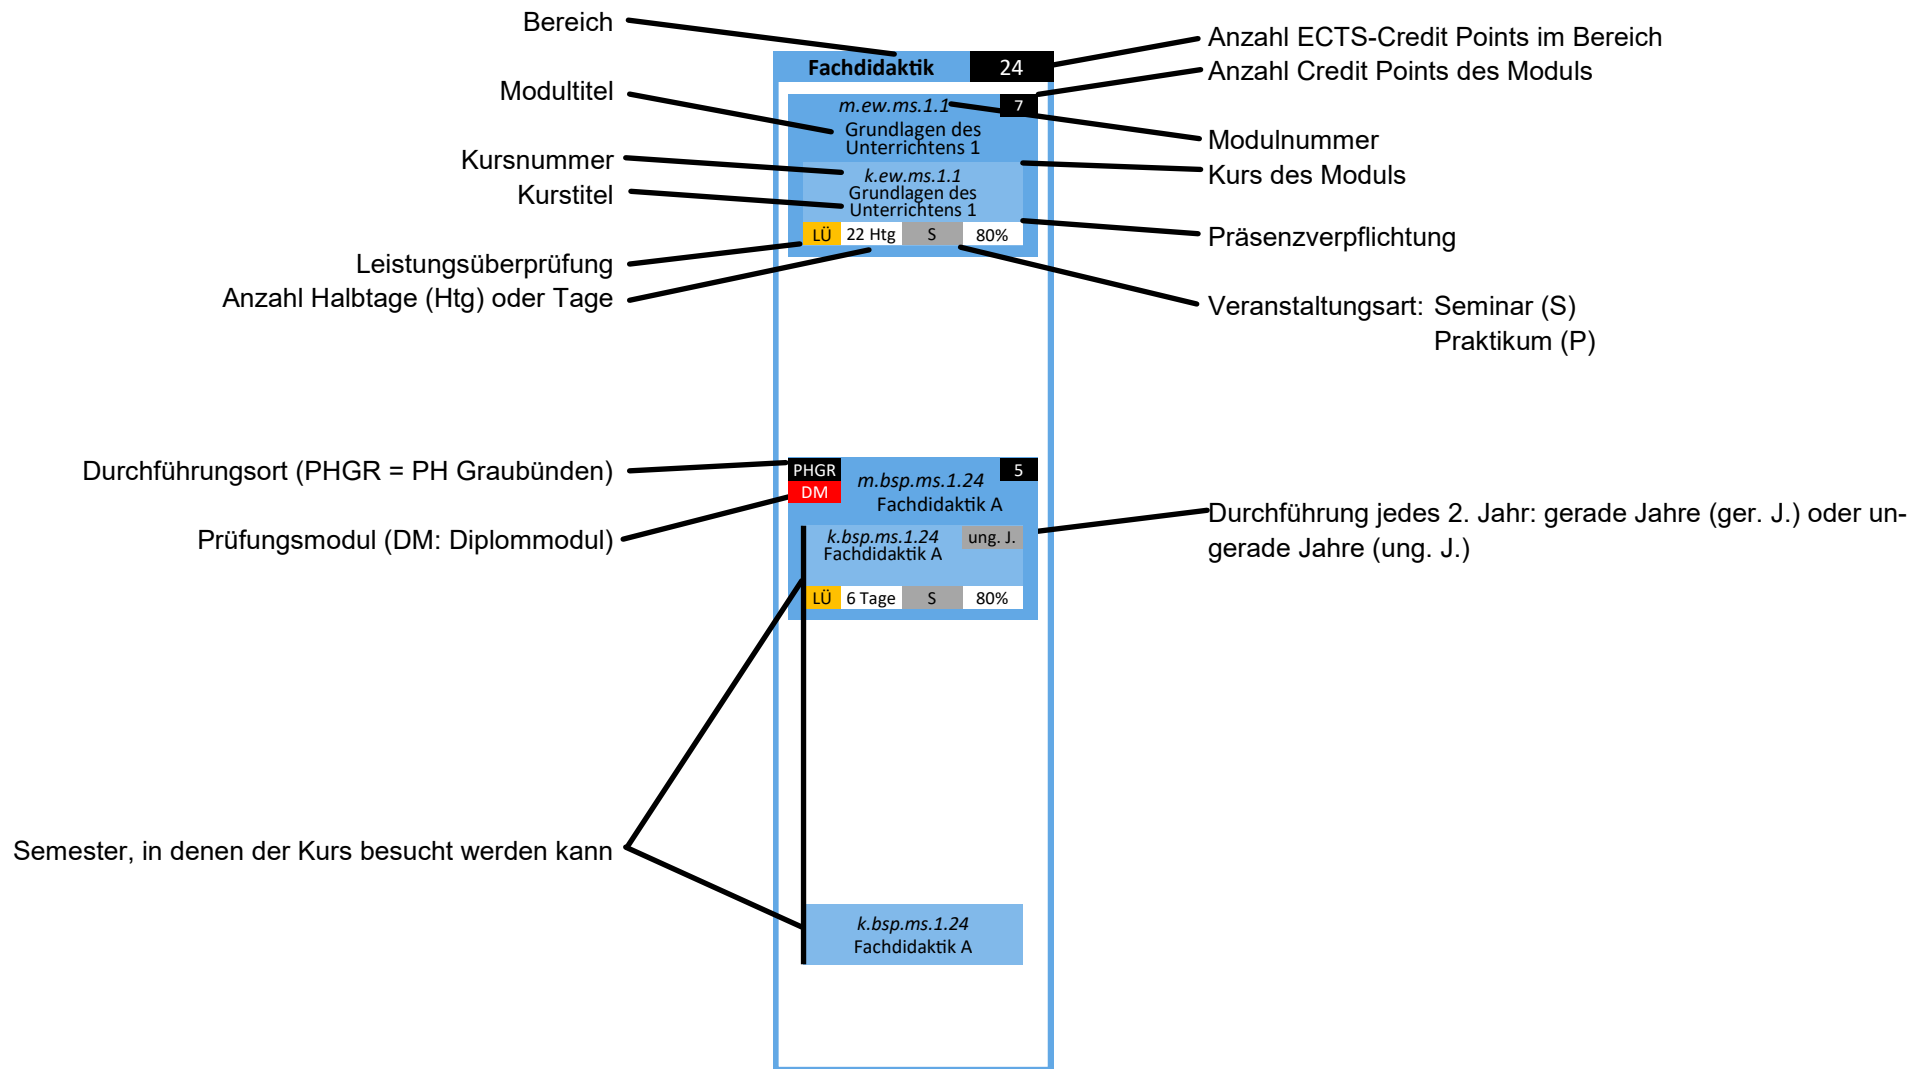 Bereich
Anzahl ECTS-Credit Points im Bereich
Fachdidaktik 24
Anzahl Credit Points des Moduls
Modultitel
m.ew.ms.1.1 7
Grundlagen des
Unterrichtens 1
Modulnummer
Kursnummer
Kurs des Moduls
k.ew.ms.1.1
Kurstitel
Grundlagen des
Unterrichtens 1
LÜ 22 Htg S 80%
Präsenzverpflichtung
Leistungsüberprüfung
Anzahl Halbtage (Htg) oder Tage
Veranstaltungsart: Seminar (S)
Praktikum (P)
Durchführungsort (PHGR = PH Graubünden)
PHGR 5
m.bsp.ms.1.24
DM
Fachdidaktik A
Durchführung jedes 2. Jahr: gerade Jahre (ger. J.) oder un-
gerade Jahre (ung. J.)
Prüfungsmodul (DM: Diplommodul)
k.bsp.ms.1.24 ung. J.
Fachdidaktik A
LÜ 6 Tage S 80%
Semester, in denen der Kurs besucht werden kann
k.bsp.ms.1.24
Fachdidaktik A